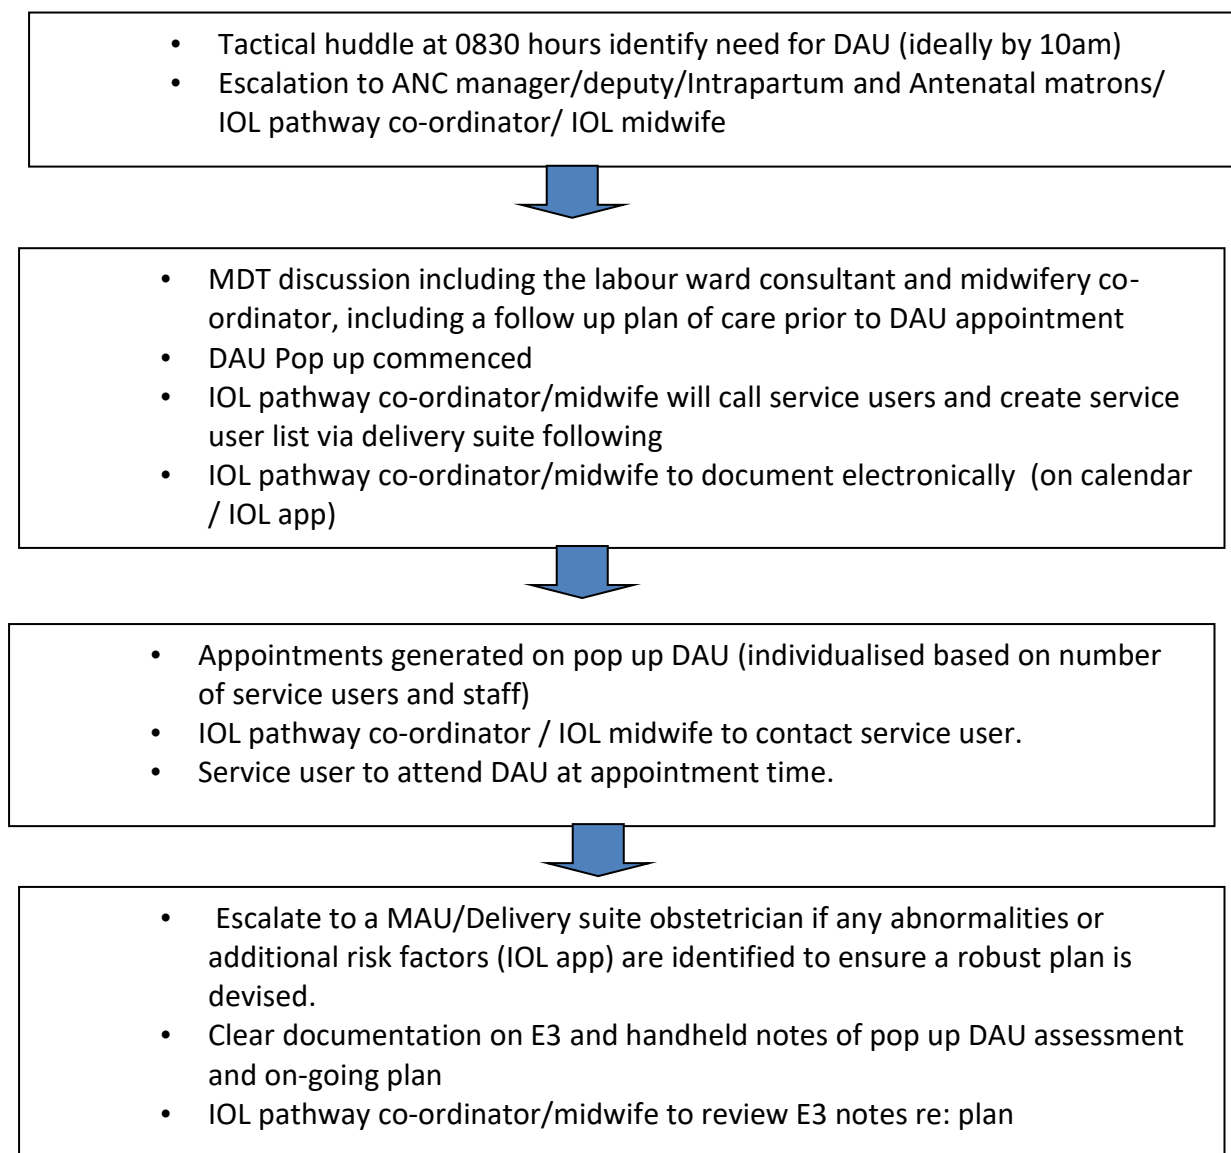 • Tactical huddle at 0830 hours identify need for DAU (ideally by 10am)
• Escalation to ANC manager/deputy/Intrapartum and Antenatal matrons/
IOL pathway co-ordinator/ IOL midwife
• MDT discussion including the labour ward consultant and midwifery co-
ordinator, including a follow up plan of care prior to DAU appointment
• DAU Pop up commenced
• IOL pathway co-ordinator/midwife will call service users and create service
user list via delivery suite following
• IOL pathway co-ordinator/midwife to document electronically (on calendar
/ IOL app)
• Appointments generated on pop up DAU (individualised based on number
of service users and staff)
• IOL pathway co-ordinator / IOL midwife to contact service user.
• Service user to attend DAU at appointment time.
• Escalate to a MAU/Delivery suite obstetrician if any abnormalities or
additional risk factors (IOL app) are identified to ensure a robust plan is
devised.
• Clear documentation on E3 and handheld notes of pop up DAU assessment
and on-going plan
• IOL pathway co-ordinator/midwife to review E3 notes re: plan